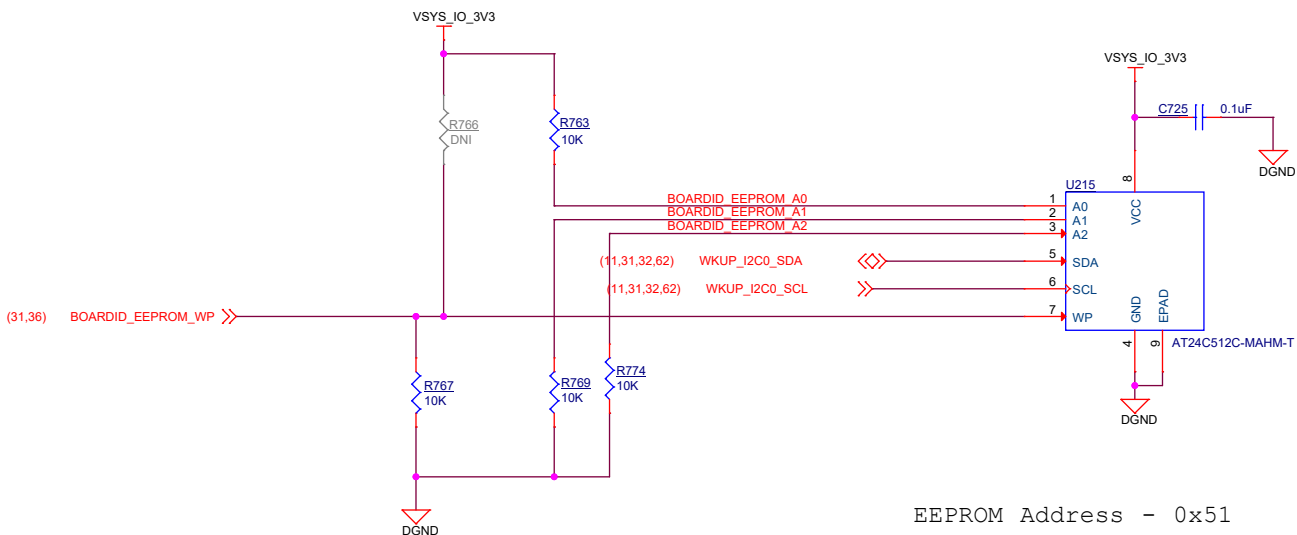 VSYS_IO_3V3
VSYS_IO_3V3
C725 0.1uF
DGND
R766
DNI
R763
10K
U215
8
VCC
BOARDID_EEPROM_A0 1 A0
BOARDID_EEPROM_A1 2 A1
BOARDID_EEPROM_A2 3 A2
(11,31,32,62) WKUP_I2C0_SDA 5 SDA
(11,31,32,62) WKUP_I2C0_SCL 6 SCL
(31,36) BOARDID_EEPROM_WP 7 WP
GND
EPAD
4
9
AT24C512C-MAHM-T
DGND
R767
10K
R769
10K
R774
10K
DGND
EEPROM Address - 0x51